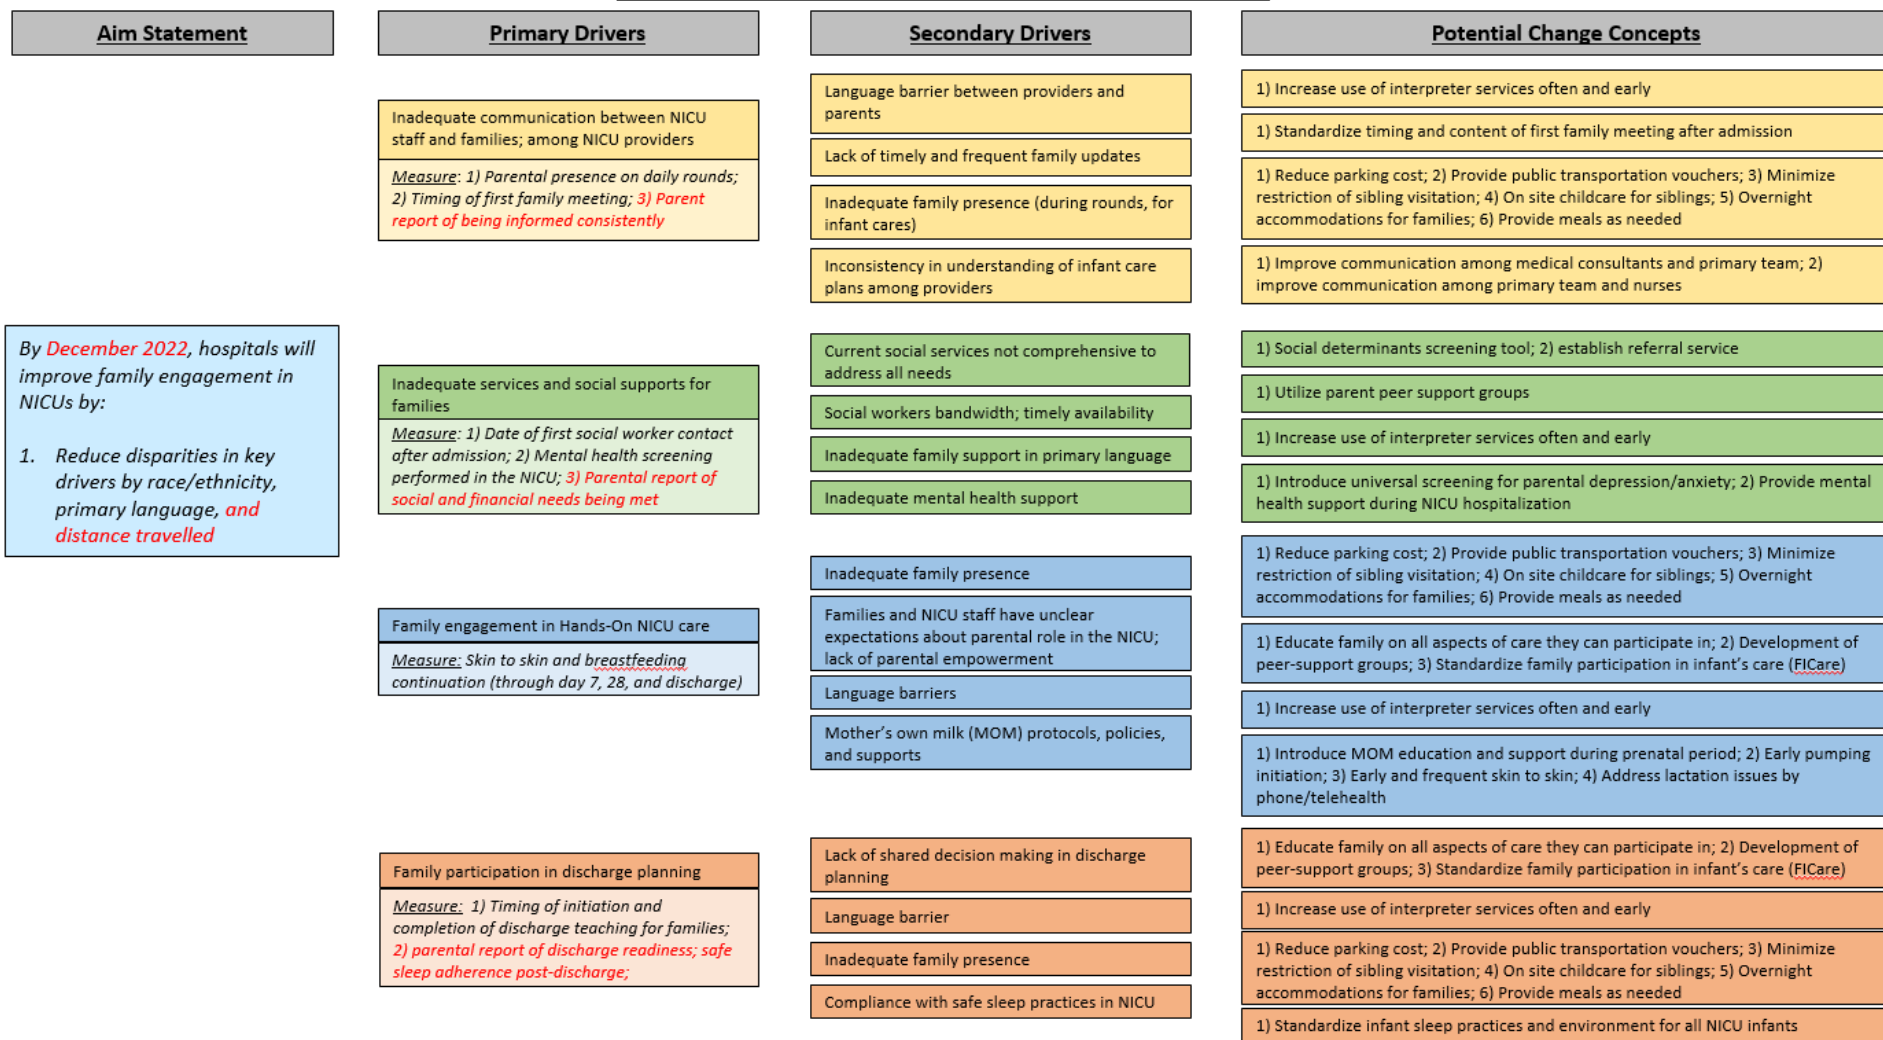 Aim Statement
Primary Drivers
Secondary Drivers
Potential Change Concepts
By December 2022, hospitals will
improve family engagement in
NICUs by:
1. Reduce disparities in key
drivers by race/ethnicity,
primary language, and
distance travelled
Inadequate communication between NICU
staff and families; among NICU providers
Measure: 1) Parental presence on daily rounds;
2) Timing of first family meeting; 3) Parent
report of being informed consistently
Language barrier between providers and
parents
Lack of timely and frequent family updates
Inadequate family presence (during rounds, for
infant cares)
Inconsistency in understanding of infant care
plans among providers
1) Increase use of interpreter services often and early
1) Standardize timing and content of first family meeting after admission
1) Reduce parking cost; 2) Provide public transportation vouchers; 3) Minimize
restriction of sibling visitation; 4) On site childcare for siblings; 5) Overnight
accommodations for families; 6) Provide meals as needed
1) Improve communication among medical consultants and primary team; 2)
improve communication among primary team and nurses
Inadequate services and social supports for
families
Measure: 1) Date of first social worker contact
after admission; 2) Mental health screening
performed in the NICU; 3) Parental report of
social and financial needs being met
Current social services not comprehensive to
address all needs
Social workers bandwidth; timely availability
Inadequate family support in primary language
Inadequate mental health support
1) Social determinants screening tool; 2) establish referral service
1) Utilize parent peer support groups
1) Increase use of interpreter services often and early
1) Introduce universal screening for parental depression/anxiety; 2) Provide mental
health support during NICU hospitalization
Family engagement in Hands-On NICU care
Measure: Skin to skin and breastfeeding
continuation (through day 7, 28, and discharge)
Inadequate family presence
Families and NICU staff have unclear
expectations about parental role in the NICU;
lack of parental empowerment
Language barriers
Mother's own milk (MOM) protocols, policies,
and supports
1) Reduce parking cost; 2) Provide public transportation vouchers; 3) Minimize
restriction of sibling visitation; 4) On site childcare for siblings; 5) Overnight
accommodations for families; 6) Provide meals as needed
1) Educate family on all aspects of care they can participate in; 2) Development of
peer-support groups; 3) Standardize family participation in infant's care (FICare)
1) Increase use of interpreter services often and early
1) Introduce MOM education and support during prenatal period; 2) Early pumping
initiation; 3) Early and frequent skin to skin; 4) Address lactation issues by
phone/telehealth
Family participation in discharge planning
Measure: 1) Timing of initiation and
completion of discharge teaching for families;
2) parental report of discharge readiness; safe
sleep adherence post-discharge;
Lack of shared decision making in discharge
planning
Language barrier
Inadequate family presence
Compliance with safe sleep practices in NICU
1) Educate family on all aspects of care they can participate in; 2) Development of
peer-support groups; 3) Standardize family participation in infant's care (FICare)
1) Increase use of interpreter services often and early
1) Reduce parking cost; 2) Provide public transportation vouchers; 3) Minimize
restriction of sibling visitation; 4) On site childcare for siblings; 5) Overnight
accommodations for families; 6) Provide meals as needed
1) Standardize infant sleep practices and environment for all NICU infants